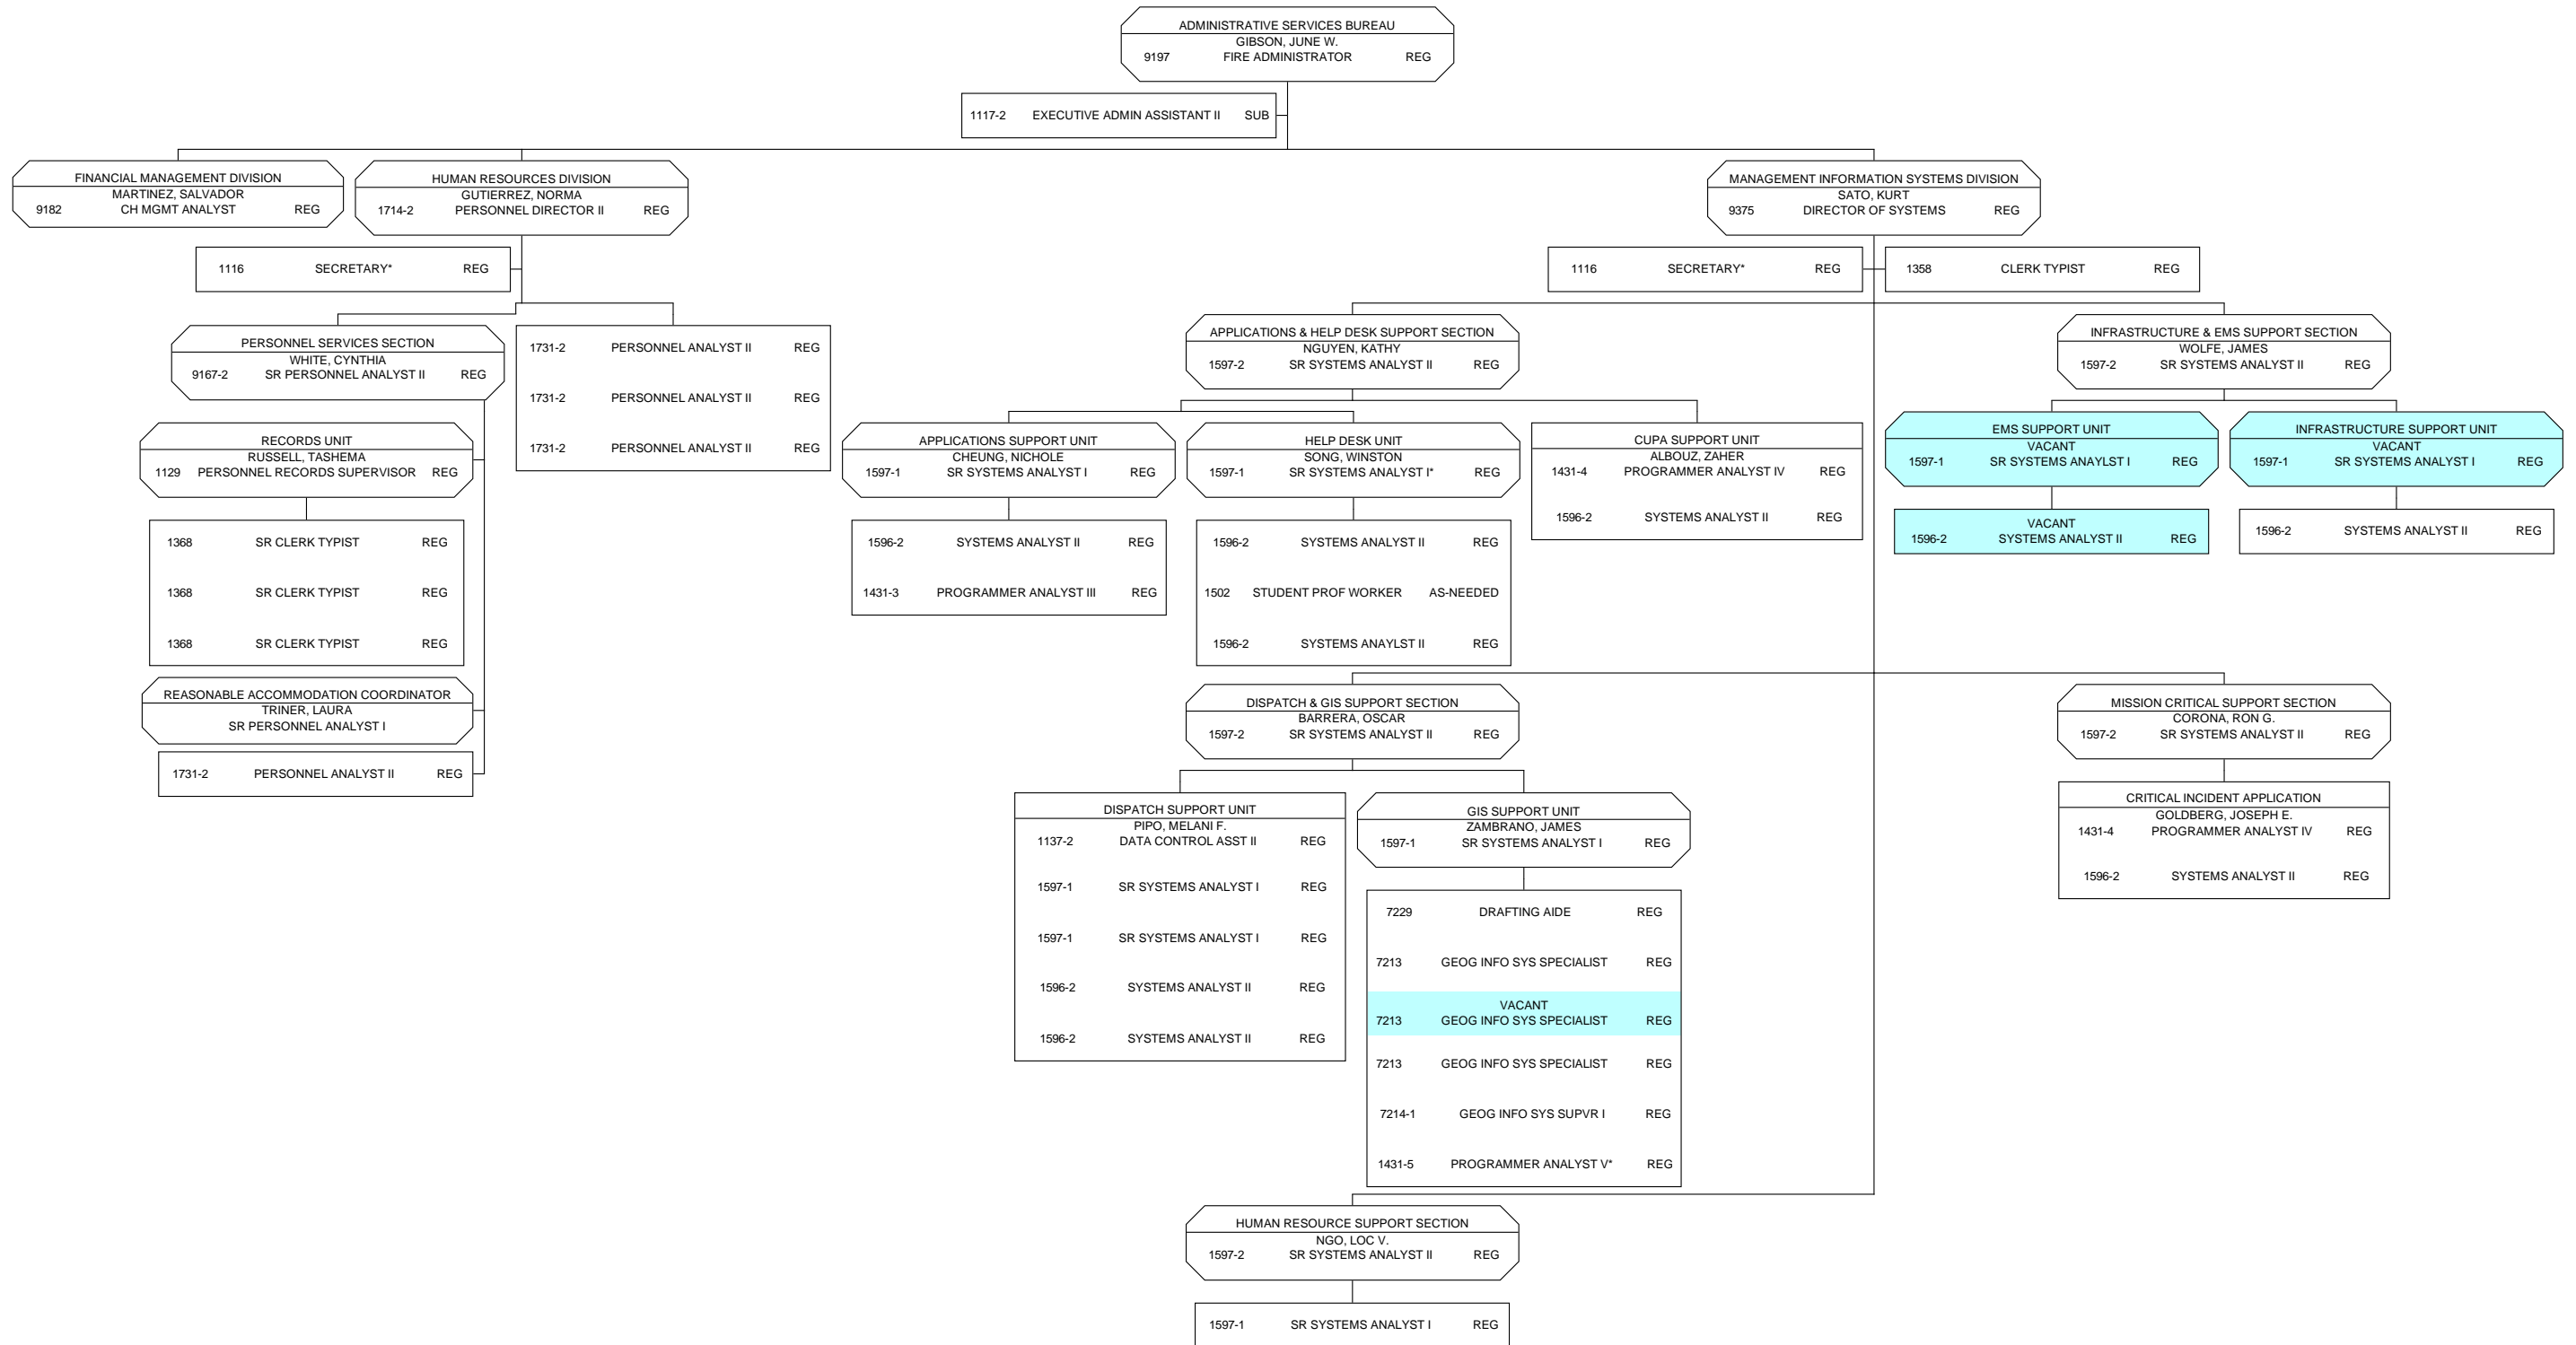 ADMINISTRATIVE SERVICES BUREAU
GIBSON, JUNE W.
9197 FIRE ADMINISTRATOR REG
1117-2 EXECUTIVE ADMIN ASSISTANT II SUB
FINANCIAL MANAGEMENT DIVISION
MARTINEZ, SALVADOR
9182 CH MGMT ANALYST REG
HUMAN RESOURCES DIVISION
GUTIERREZ, NORMA
1714-2 PERSONNEL DIRECTOR II REG
MANAGEMENT INFORMATION SYSTEMS DIVISION
SATO, KURT
9375 DIRECTOR OF SYSTEMS REG
1116 SECRETARY* REG
1116 SECRETARY* REG
1358 CLERK TYPIST REG
PERSONNEL SERVICES SECTION
WHITE, CYNTHIA
9167-2 SR PERSONNEL ANALYST II REG
1731-2 PERSONNEL ANALYST II REG
1731-2 PERSONNEL ANALYST II REG
1731-2 PERSONNEL ANALYST II REG
RECORDS UNIT
RUSSELL, TASHEMA
1129 PERSONNEL RECORDS SUPERVISOR REG
1368 SR CLERK TYPIST REG
1368 SR CLERK TYPIST REG
1368 SR CLERK TYPIST REG
REASONABLE ACCOMMODATION COORDINATOR
TRINER, LAURA
SR PERSONNEL ANALYST I
1731-2 PERSONNEL ANALYST II REG
APPLICATIONS & HELP DESK SUPPORT SECTION
NGUYEN, KATHY
1597-2 SR SYSTEMS ANALYST II REG
INFRASTRUCTURE & EMS SUPPORT SECTION
WOLFE, JAMES
1597-2 SR SYSTEMS ANALYST II REG
APPLICATIONS SUPPORT UNIT
CHEUNG, NICHOLE
1597-1 SR SYSTEMS ANALYST I REG
1596-2 SYSTEMS ANALYST II REG
1431-3 PROGRAMMER ANALYST III REG
HELP DESK UNIT
SONG, WINSTON
1597-1 SR SYSTEMS ANALYST I* REG
1596-2 SYSTEMS ANALYST II REG
1502 STUDENT PROF WORKER AS-NEEDED
1596-2 SYSTEMS ANAYLST II REG
CUPA SUPPORT UNIT
ALBOUZ, ZAHER
1431-4 PROGRAMMER ANALYST IV REG
1596-2 SYSTEMS ANALYST II REG
EMS SUPPORT UNIT
VACANT
1597-1 SR SYSTEMS ANAYLST I REG
VACANT
1596-2 SYSTEMS ANALYST II REG
INFRASTRUCTURE SUPPORT UNIT
VACANT
1597-1 SR SYSTEMS ANALYST I REG
1596-2 SYSTEMS ANALYST II REG
DISPATCH & GIS SUPPORT SECTION
BARRERA, OSCAR
1597-2 SR SYSTEMS ANALYST II REG
MISSION CRITICAL SUPPORT SECTION
CORONA, RON G.
1597-2 SR SYSTEMS ANALYST II REG
DISPATCH SUPPORT UNIT
PIPO, MELANI F.
1137-2 DATA CONTROL ASST II REG
1597-1 SR SYSTEMS ANALYST I REG
1597-1 SR SYSTEMS ANALYST I REG
1596-2 SYSTEMS ANALYST II REG
1596-2 SYSTEMS ANALYST II REG
GIS SUPPORT UNIT
ZAMBRANO, JAMES
1597-1 SR SYSTEMS ANALYST I REG
7229 DRAFTING AIDE REG
7213 GEOG INFO SYS SPECIALIST REG
VACANT
7213 GEOG INFO SYS SPECIALIST REG
7213 GEOG INFO SYS SPECIALIST REG
7214-1 GEOG INFO SYS SUPVR I REG
1431-5 PROGRAMMER ANALYST V* REG
CRITICAL INCIDENT APPLICATION
GOLDBERG, JOSEPH E.
1431-4 PROGRAMMER ANALYST IV REG
1596-2 SYSTEMS ANALYST II REG
HUMAN RESOURCE SUPPORT SECTION
NGO, LOC V.
1597-2 SR SYSTEMS ANALYST II REG
1597-1 SR SYSTEMS ANALYST I REG